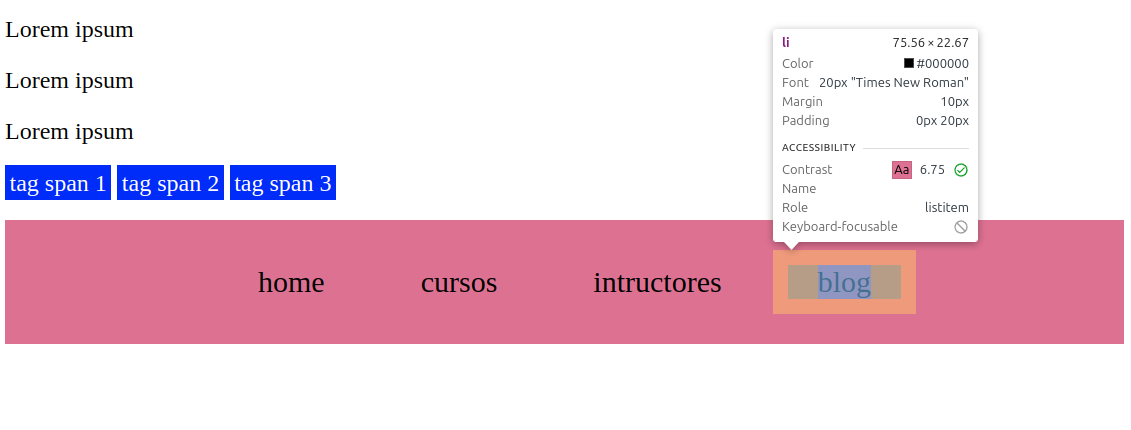 Lorem ipsum
Lorem ipsum
Lorem ipsum
tag span 1 tag span 2 tag span 3
home cursos intructores blog
li 75.56 × 22.67
Color #000000
Font 20px "Times New Roman"
Margin 10px
Padding 0px 20px
ACCESSIBILITY
Contrast Aa 6.75
Name
Role listitem
Keyboard-focusable